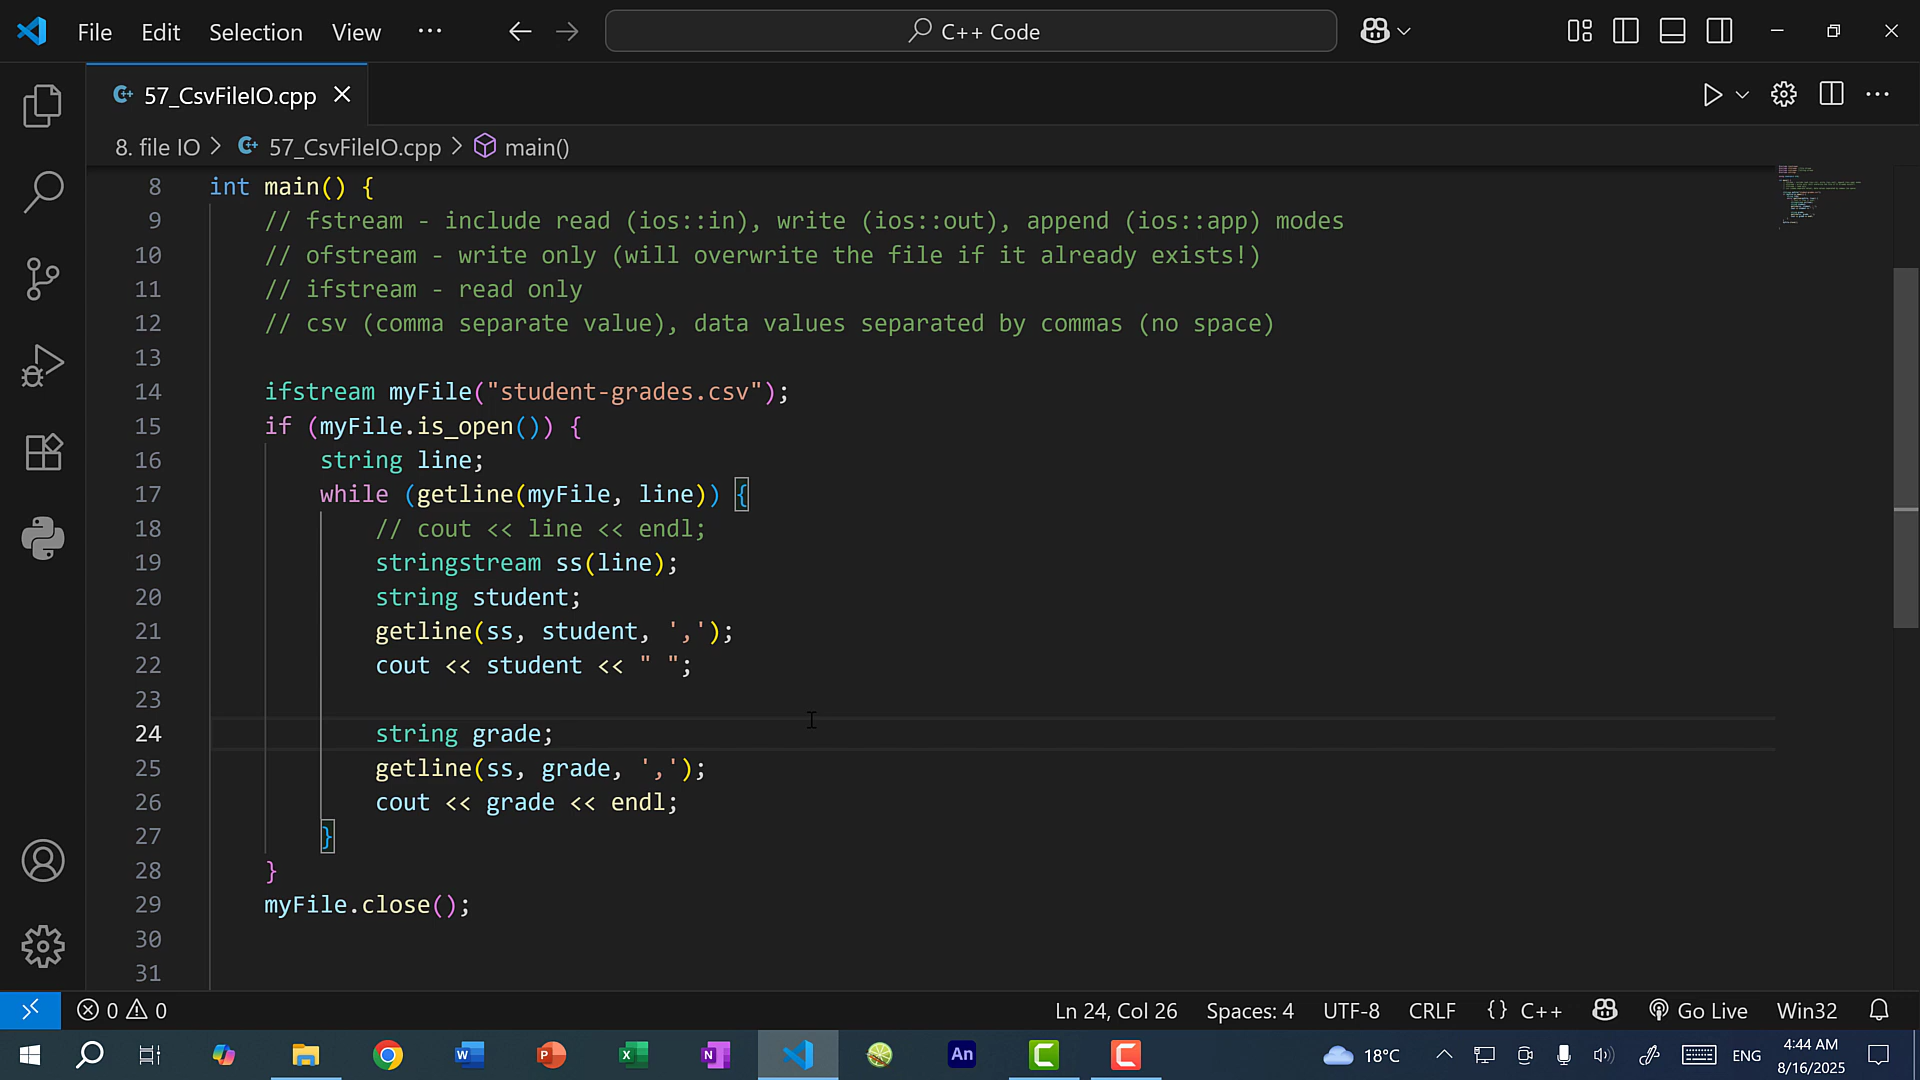 File Edit Selection View ··· C++ Code
57_CsvFileIO.cpp
8. file IO > 57_CsvFileIO.cpp > main()
8 int main() {
9 // fstream - include read (ios::in), write (ios::out), append (ios::app) modes
10 // ofstream - write only (will overwrite the file if it already exists!)
11 // ifstream - read only
12 // csv (comma separate value), data values separated by commas (no space)
13
14 ifstream myFile("student-grades.csv");
15 if (myFile.is_open()) {
16 string line;
17 while (getline(myFile, line)) {
18 // cout << line << endl;
19 stringstream ss(line);
20 string student;
21 getline(ss, student, ',');
22 cout << student << " ";
23
24 string grade;
25 getline(ss, grade, ',');
26 cout << grade << endl;
27 }
28 }
29 myFile.close();
30
31
0 0 Ln 24, Col 26 Spaces: 4 UTF-8 CRLF {} C++ Go Live Win32
An 18°C ENG 4:44 AM
8/16/2025